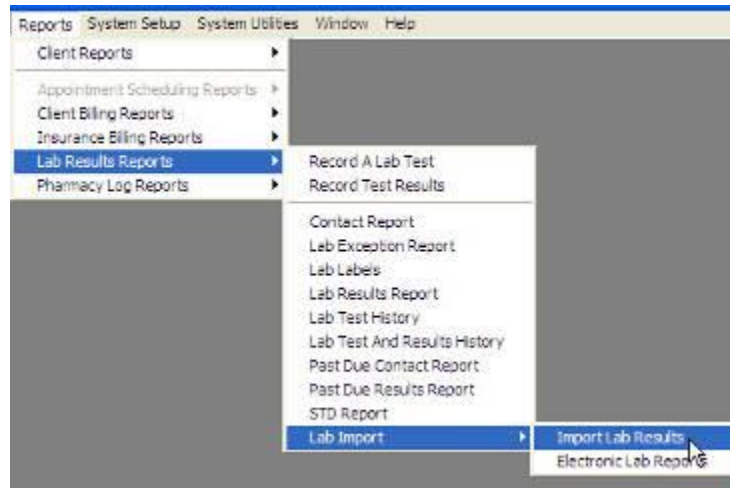 Reports System Setup System Utilities Window Help
Client Reports
Appointment Scheduling Reports
Client Billing Reports
Insurance Billing Reports
Lab Results Reports
Pharmacy Log Reports
Record A Lab Test
Record Test Results
Contact Report
Lab Exception Report
Lab Labels
Lab Results Report
Lab Test History
Lab Test And Results History
Past Due Contact Report
Past Due Results Report
STD Report
Lab Import
Import Lab Results
Electronic Lab Reports